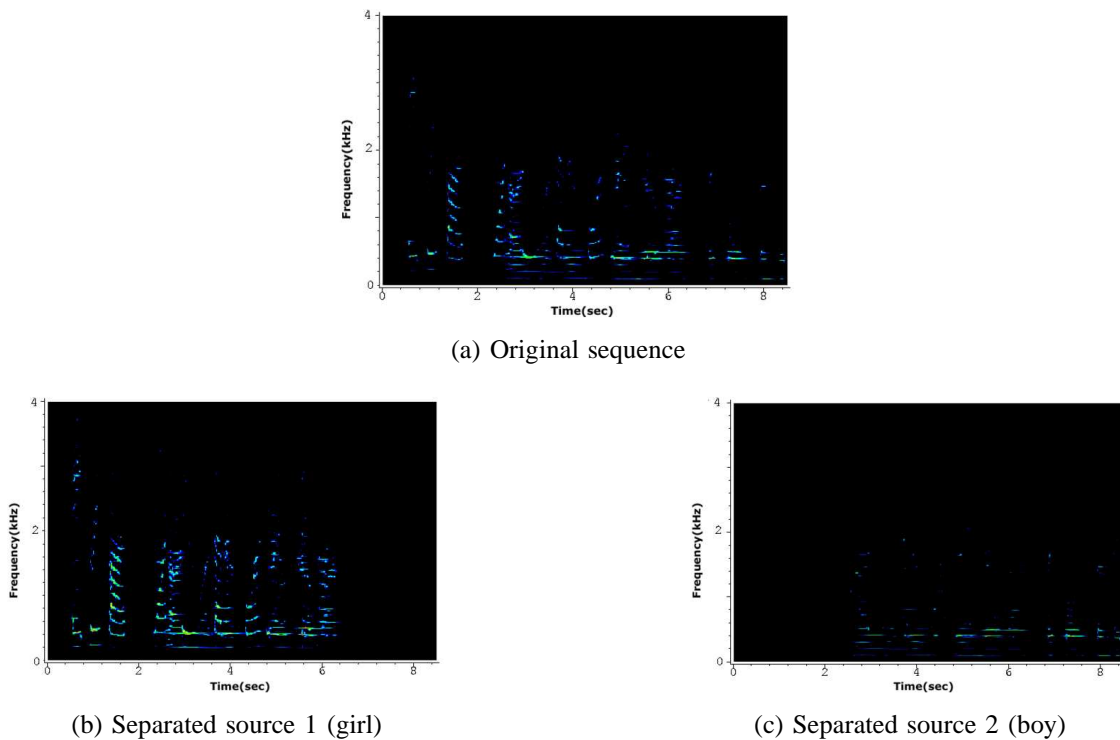 4
Frequency(kHz)
2
0
0 2 4 6 8
Time(sec)
(a) Original sequence
4
Frequency(kHz)
2
0
0 2 4 6 8
Time(sec)
(b) Separated source 1 (girl)
4
Frequency(kHz)
2
0
0 2 4 6 8
Time(sec)
(c) Separated source 2 (boy)